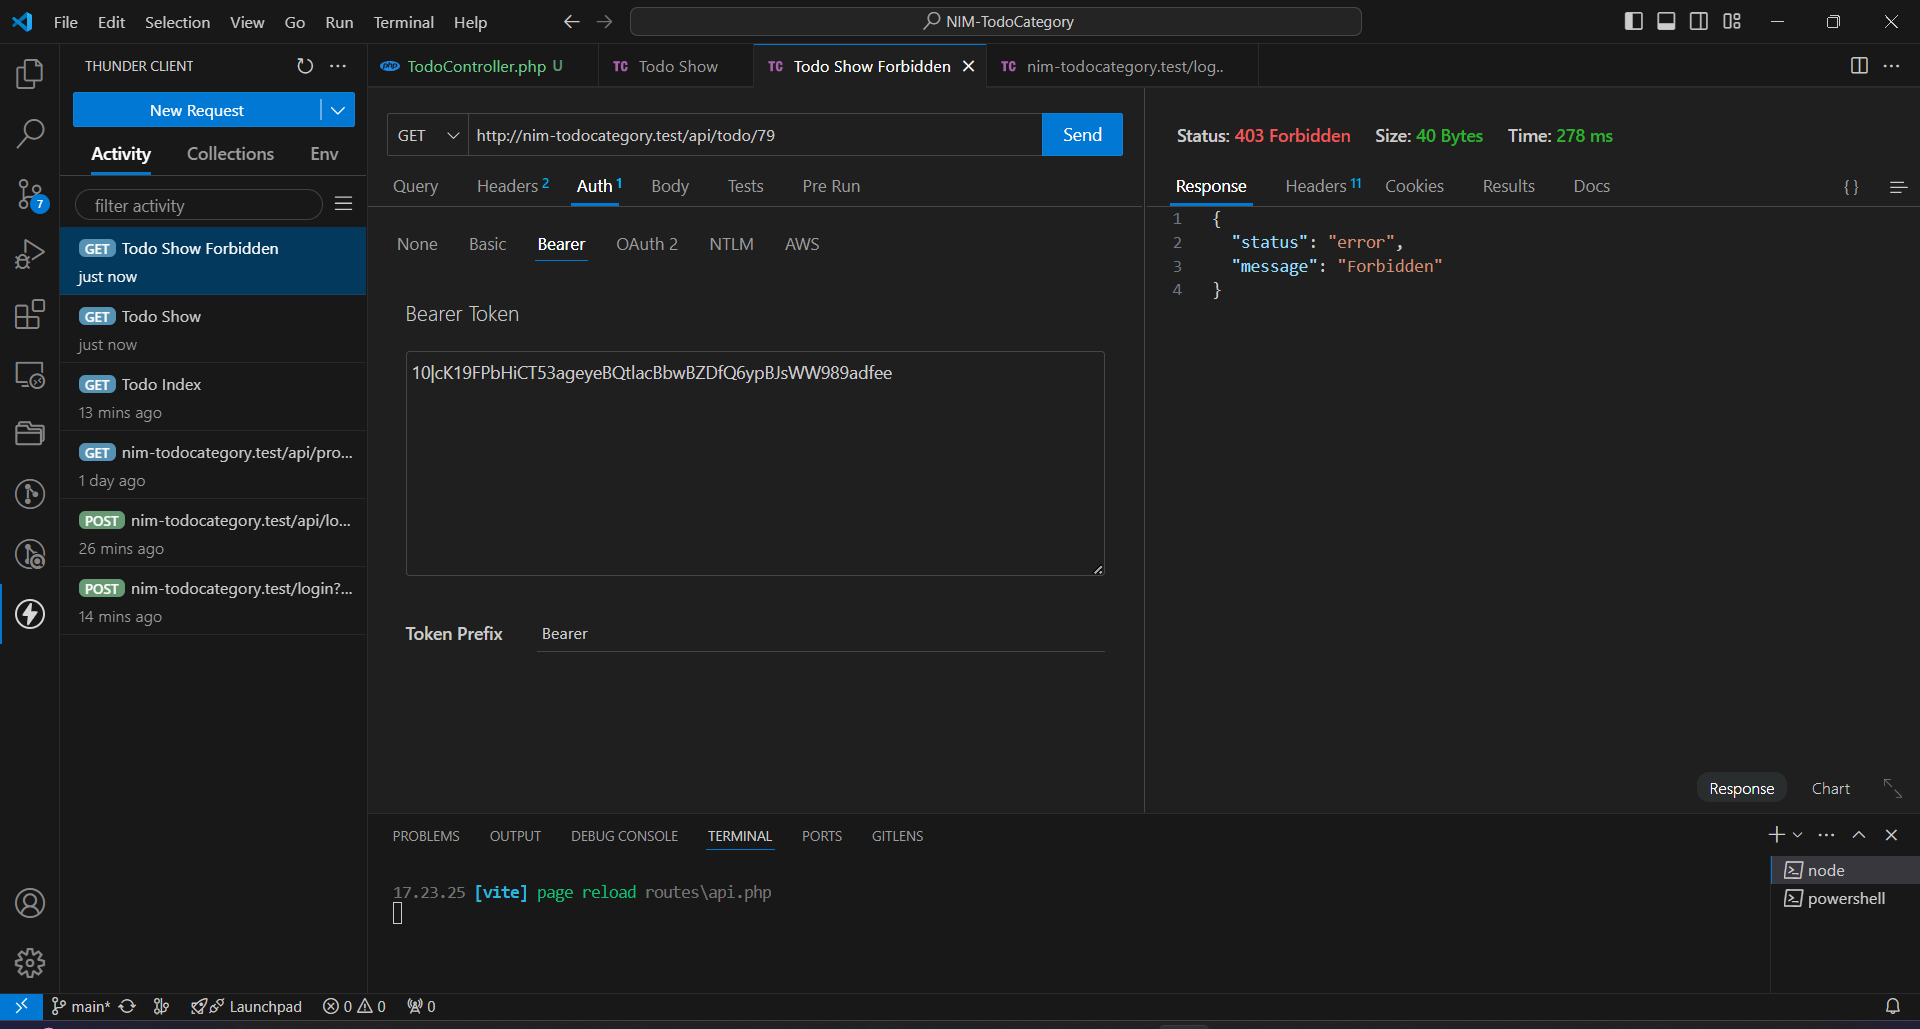 File Edit Selection View Go Run Terminal Help
NIM-TodoCategory
THUNDER CLIENT
New Request
Activity Collections Env
filter activity
GET Todo Show Forbidden
just now
GET Todo Show
just now
GET Todo Index
13 mins ago
GET nim-todocategory.test/api/pro...
1 day ago
POST nim-todocategory.test/api/lo...
26 mins ago
POST nim-todocategory.test/login?...
14 mins ago
7
php TodoController.php U
TC Todo Show
TC Todo Show Forbidden
TC nim-todocategory.test/log..
GET http://nim-todocategory.test/api/todo/79 Send
Query Headers 2 Auth 1 Body Tests Pre Run
None Basic Bearer OAuth 2 NTLM AWS
Bearer Token
10|cK19FPbHiCT53ageyeBQtlacBbwBZDfQ6ypBJsWW989adfee
Token Prefix Bearer
Status: 403 Forbidden Size: 40 Bytes Time: 278 ms
Response Headers 11 Cookies Results Docs { }
1 {
2 "status": "error",
3 "message": "Forbidden"
4 }
Response Chart
PROBLEMS OUTPUT DEBUG CONSOLE TERMINAL PORTS GITLENS
17.23.25 [vite] page reload routes\api.php
node
powershell
main* Launchpad 0 0 0